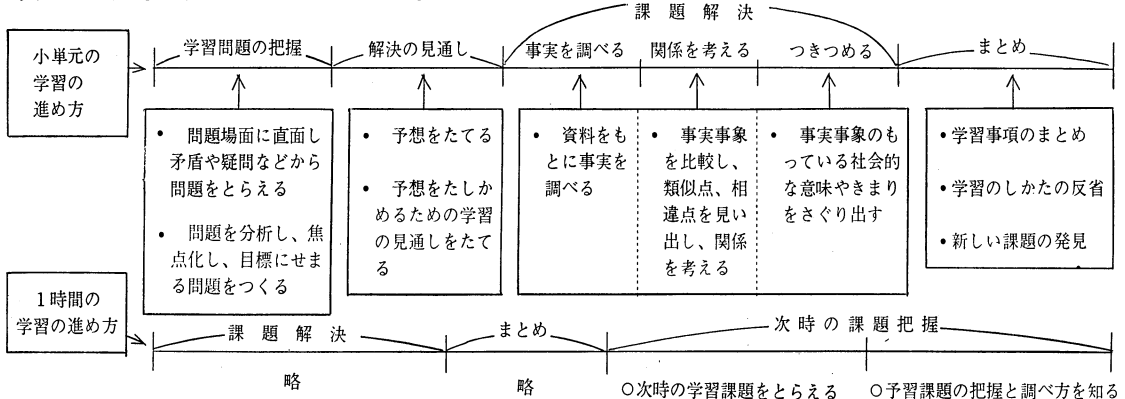 課題解決
小単元の
学習の
進め方
学習問題の把握
解決の見通し
事実を調べる
関係を考える
つきつめる
まとめ
• 問題場面に直面し
矛盾や疑問などから
問題をとらえる
• 問題を分析し、焦
点化し、目標にせま
る問題をつくる
• 予想をたてる
• 予想をたしか
めるための学習
の見通しをたて
る
• 資料をも
とに事実を
調べる
• 事実事象
を比較し、
類似点、相
違点を見い
出し、関係
を考える
• 事実事象のも
っている社会的
な意味やきまり
をさぐり出す
•学習事項のまとめ
•学習のしかたの反省
•新しい課題の発見
1時間の
学習の進め方
課題解決
まとめ
次時の課題把握
略
略
○次時の学習課題をとらえる
○予習課題の把握と調べ方を知る